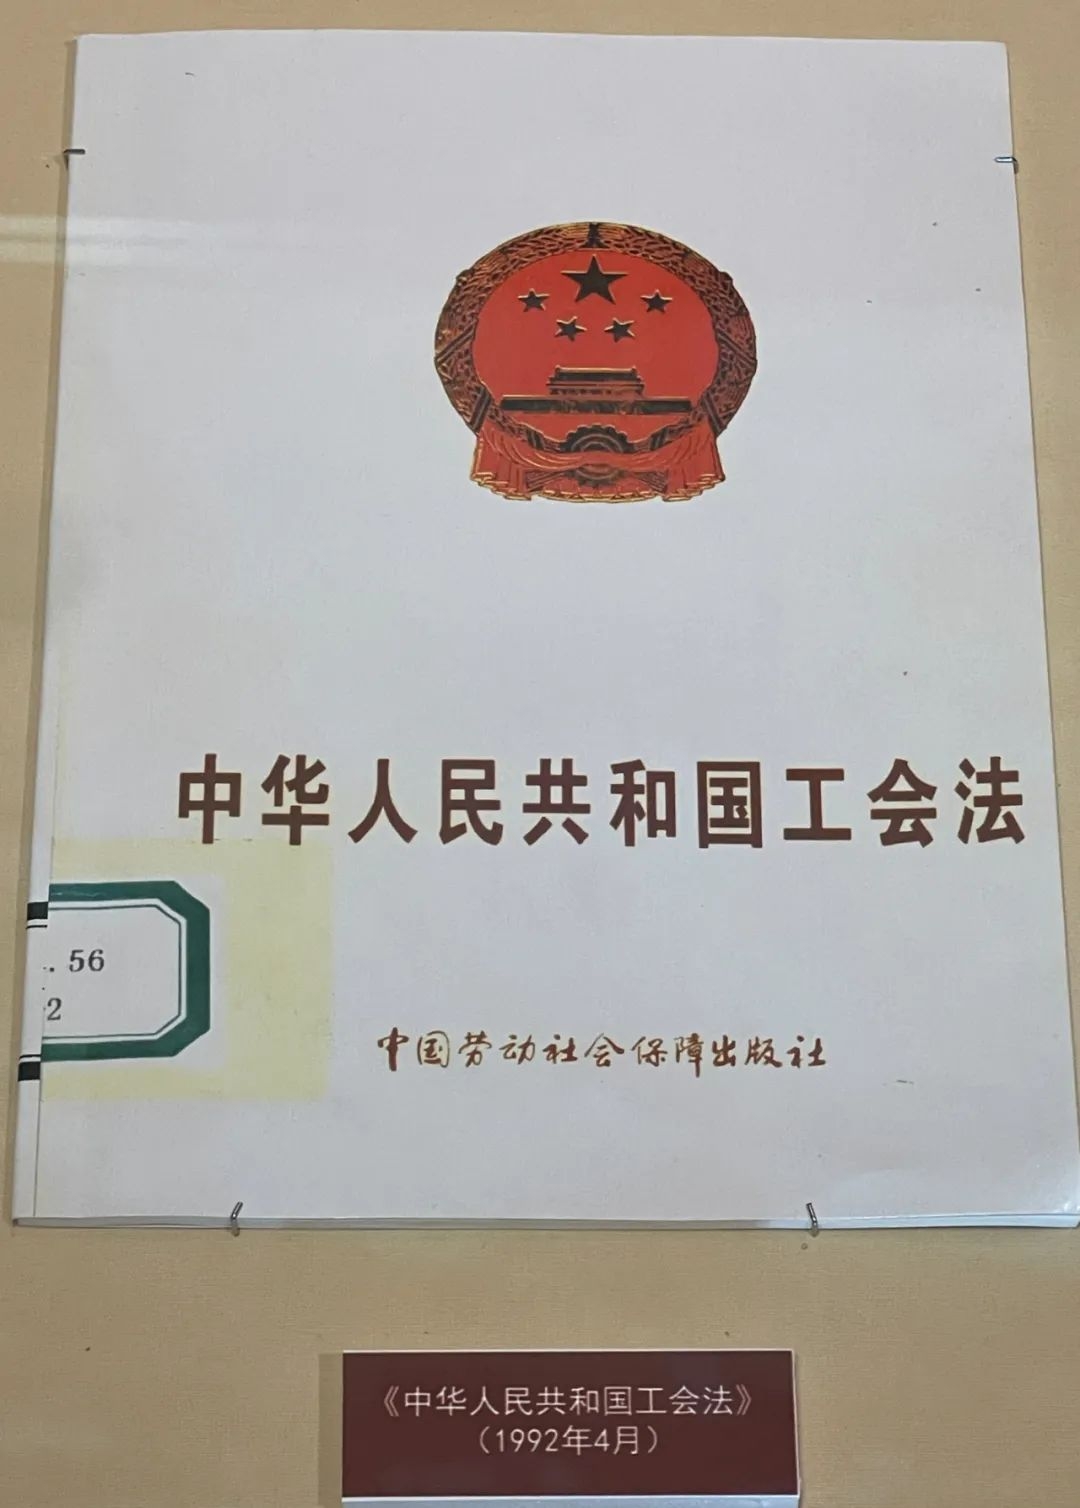 中华人民共和国工会法
. 56
2
中国劳动社会保障出版社
《中华人民共和国工会法》
（1992年4月）